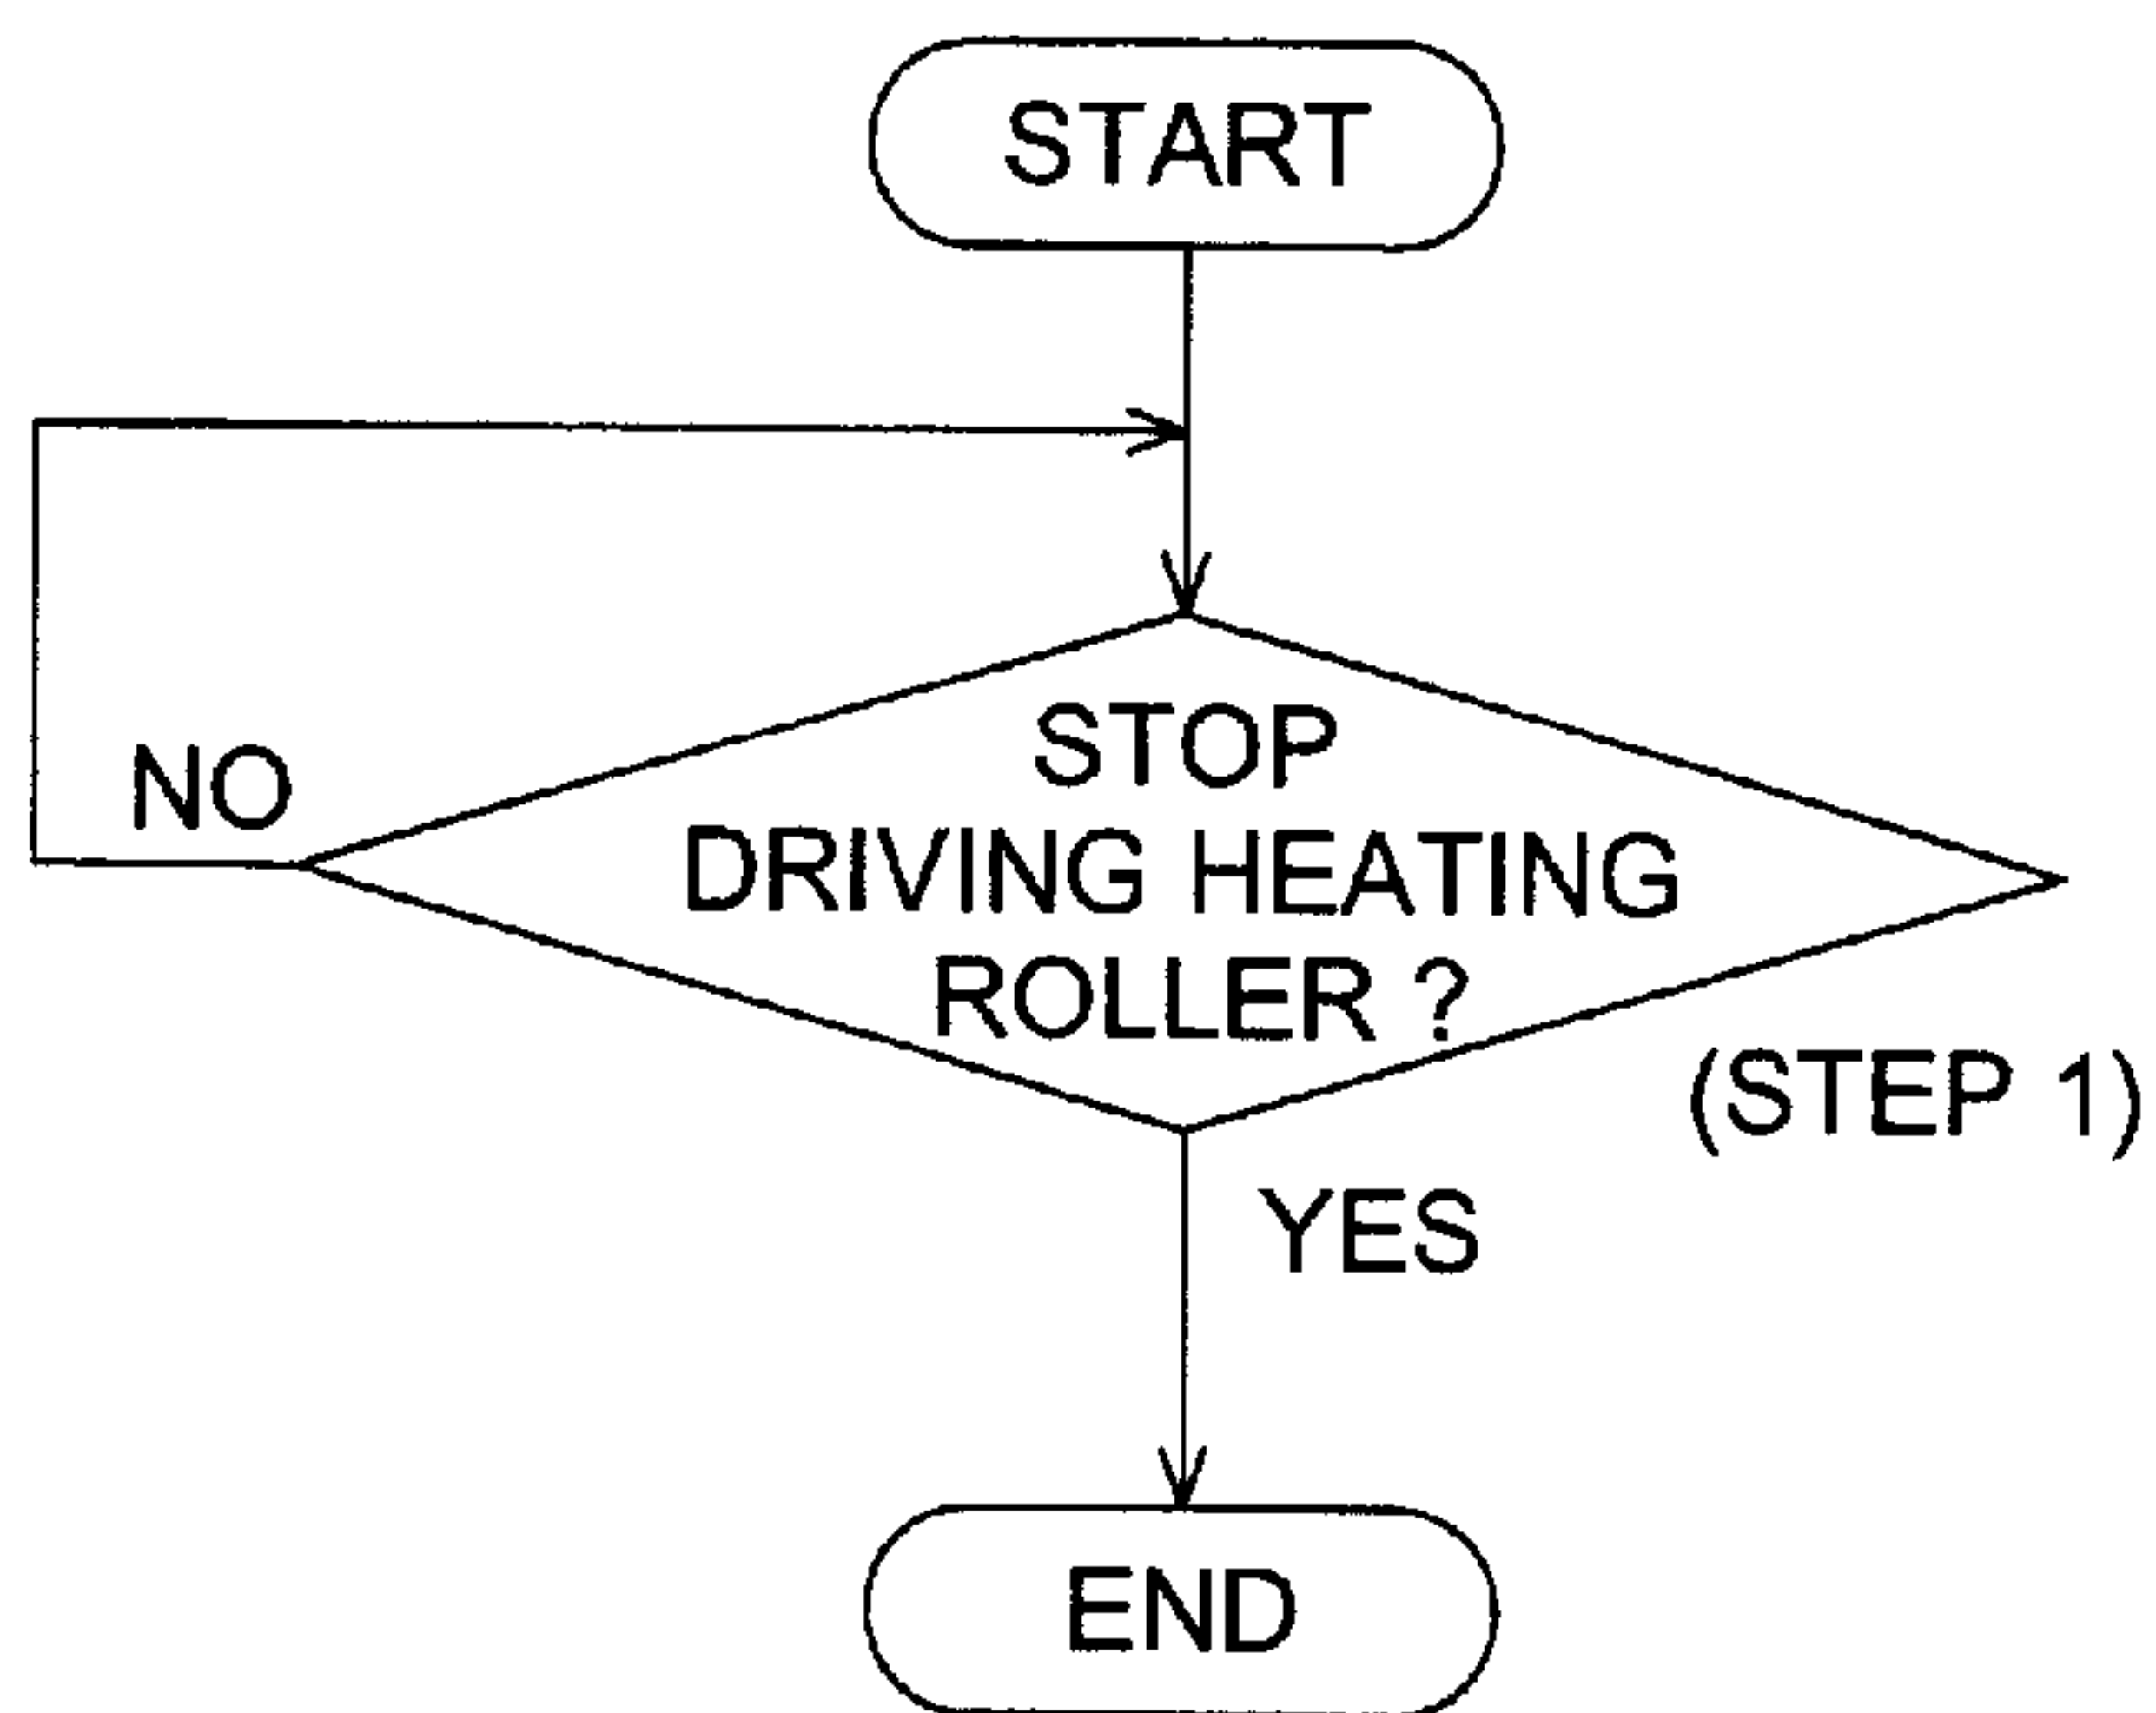 START
NO
STOP
DRIVING HEATING
ROLLER ?
(STEP 1)
YES
END